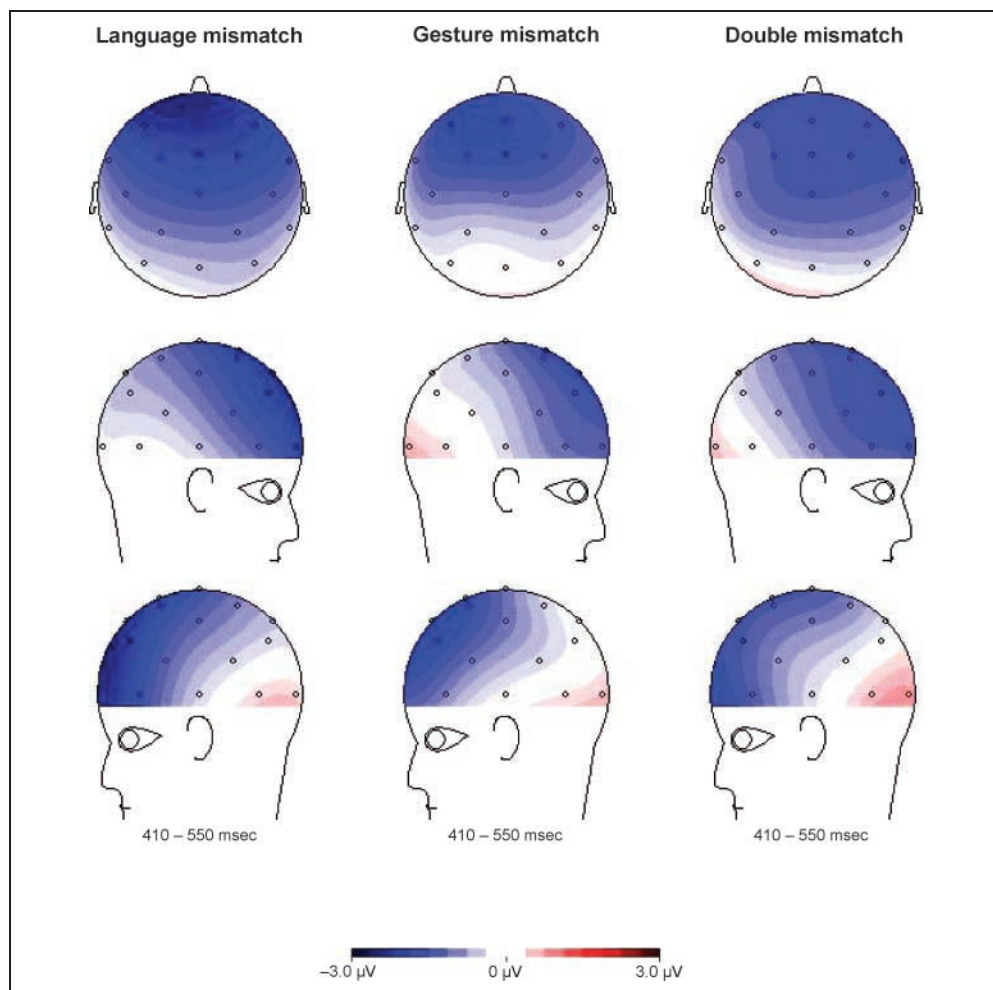 Language mismatch Gesture mismatch Double mismatch
410 – 550 msec 410 – 550 msec 410 – 550 msec
–3.0 µV 0 µV 3.0 µV